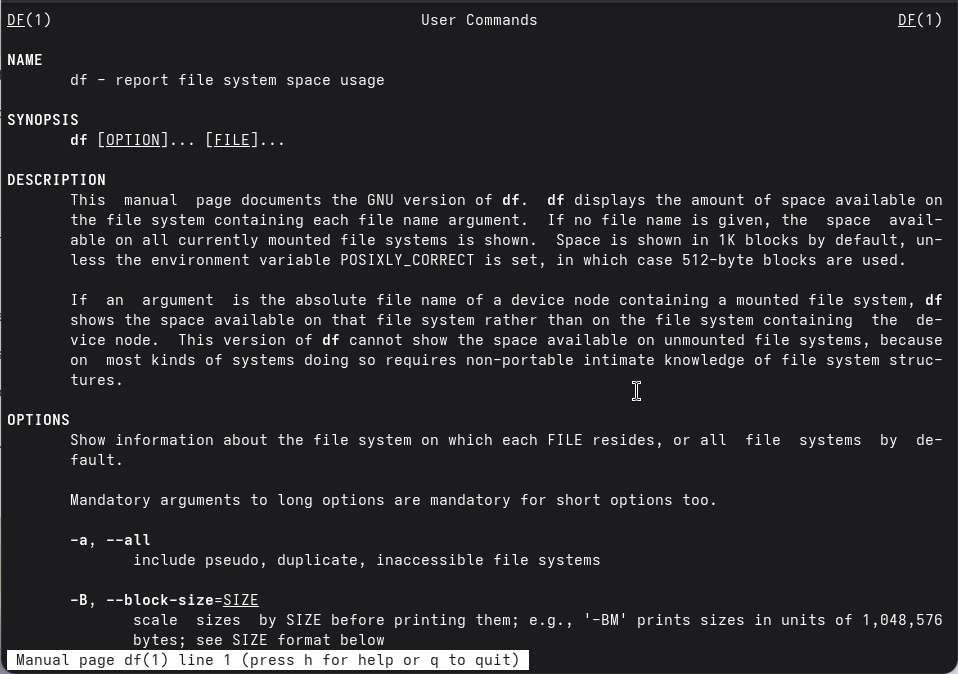 DF(1) User Commands DF(1)
NAME
df - report file system space usage
SYNOPSIS
df [OPTION]... [FILE]...
DESCRIPTION
This manual page documents the GNU version of df. df displays the amount of space available on
the file system containing each file name argument. If no file name is given, the space avail-
able on all currently mounted file systems is shown. Space is shown in 1K blocks by default, un-
less the environment variable POSIXLY_CORRECT is set, in which case 512-byte blocks are used.
If an argument is the absolute file name of a device node containing a mounted file system, df
shows the space available on that file system rather than on the file system containing the de-
vice node. This version of df cannot show the space available on unmounted file systems, because
on most kinds of systems doing so requires non-portable intimate knowledge of file system struc-
tures.
OPTIONS
Show information about the file system on which each FILE resides, or all file systems by de-
fault.
Mandatory arguments to long options are mandatory for short options too.
-a, --all
include pseudo, duplicate, inaccessible file systems
-B, --block-size=SIZE
scale sizes by SIZE before printing them; e.g., '-BM' prints sizes in units of 1,048,576
bytes; see SIZE format below
Manual page df(1) line 1 (press h for help or q to quit)